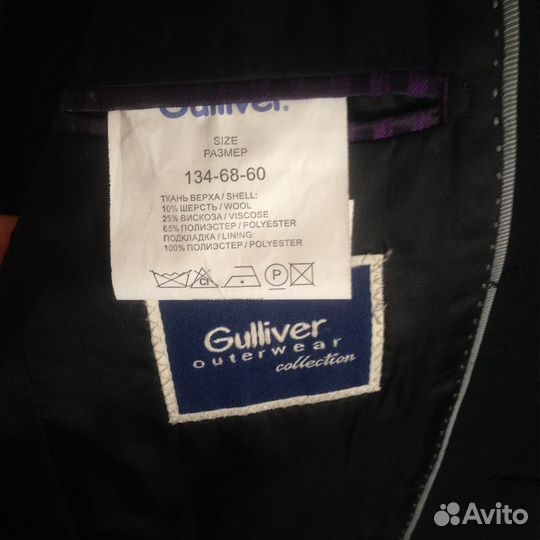 Gulliver.
SIZE
РАЗМЕР
134-68-60
ТКАНЬ ВЕРХА / SHELL:
10% ШЕРСТЬ / WOOL
25% ВИСКОЗА / VISCOSE
65% ПОЛИЭСТЕР / POLYESTER
ПОДКЛАДКА / LINING:
100% ПОЛИЭСТЕР / POLYESTER
Cl
P
Gulliver
outerwear
collection
Avito